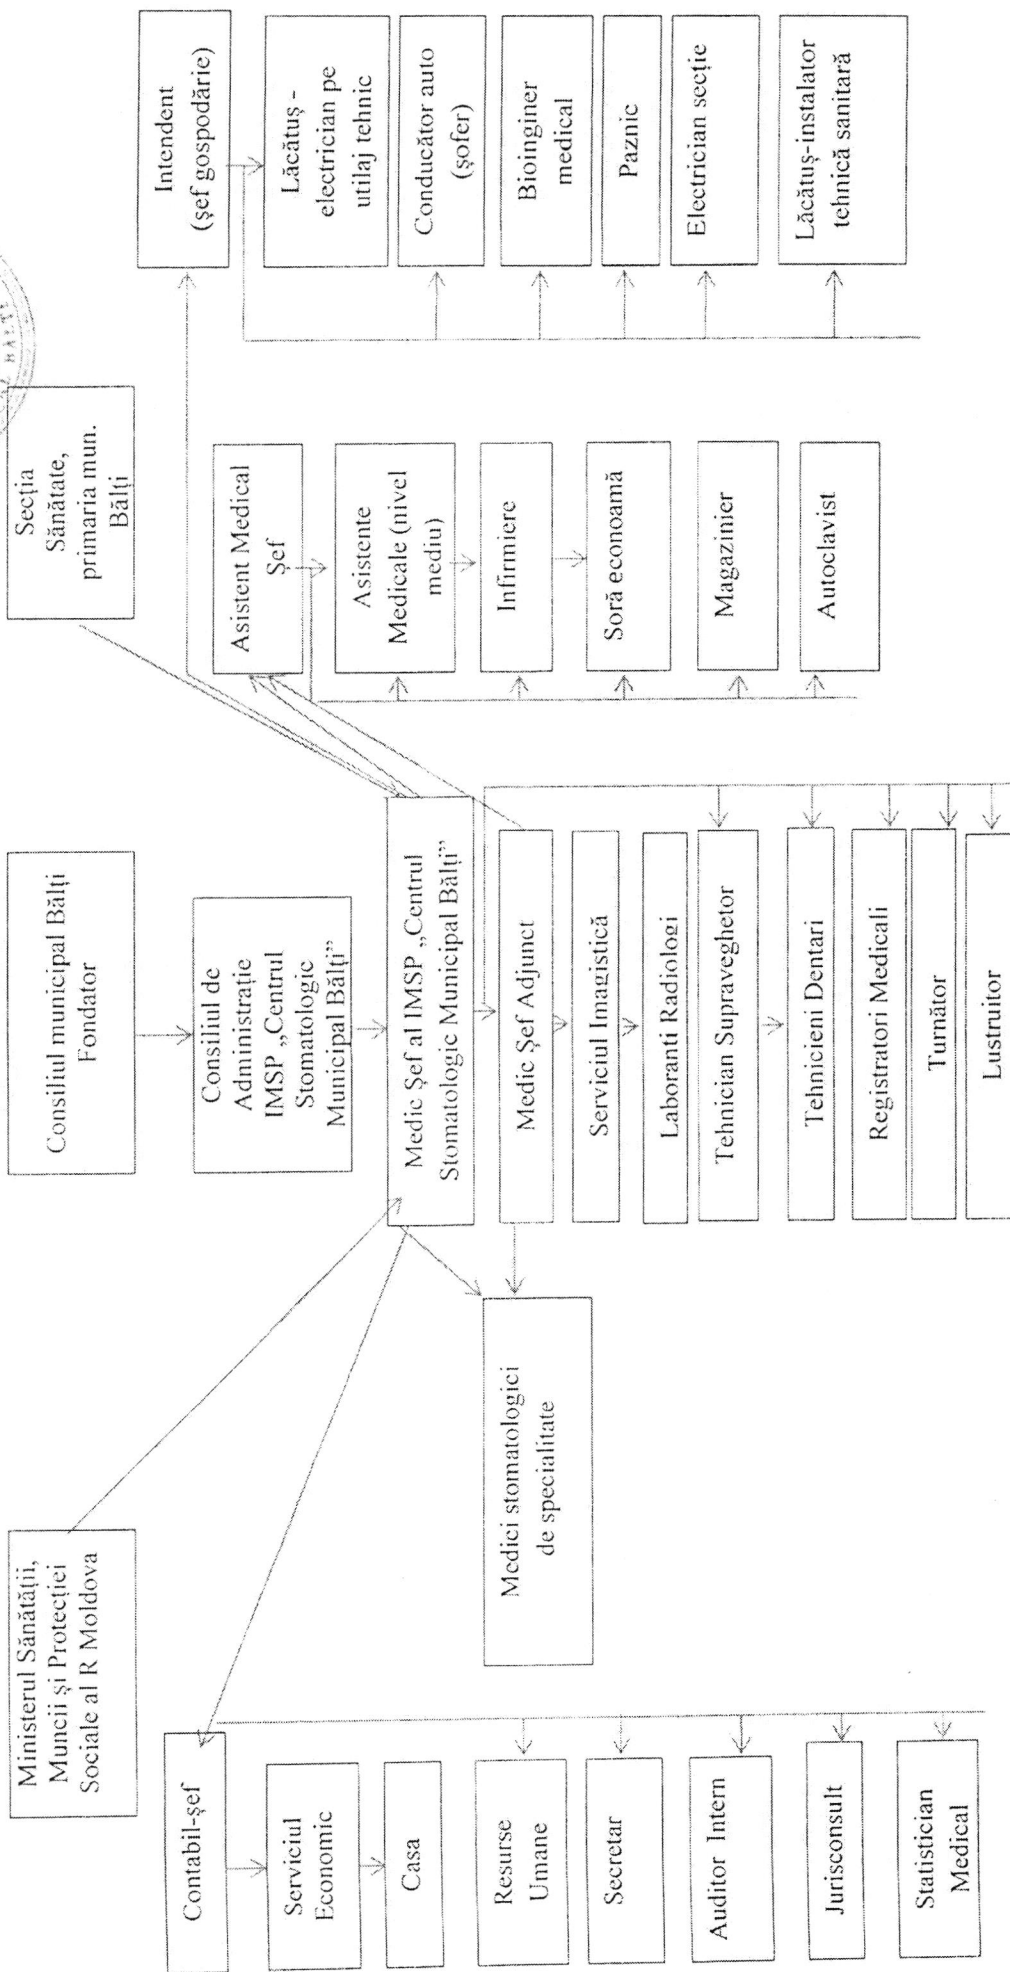 Ministerul Sănătății,
Muncii și Protecției
Sociale al R Moldova
Consiliul municipal Bălți
Fondator
Secția
Sănătate,
primaria mun.
Bălți
Consiliul de
Administrație
IMSP „Centrul
Stomatologic
Municipal Bălți”
Medic Șef al IMSP „Centrul
Stomatologic Municipal Bălți”
Contabil-șef
Serviciul
Economic
Casa
Resurse
Umane
Secretar
Auditor Intern
Jurisconsult
Statistician
Medical
Medici stomatologici
de specialitate
Medic Șef Adjunct
Serviciul Imagistică
Laboranti Radiologi
Tehnician Supraveghetor
Tehnicieni Dentari
Registratori Medicali
Turnător
Lustruitor
Asistent Medical
Șef
Asistente
Medicale (nivel
mediu)
Infirmiere
Soră economă
Magazinier
Autoclavist
Intendent
(șef gospodărie)
Lăcătuș -
electrician pe
utilaj tehnic
Conducător auto
(șofer)
Bioinginer
medical
Paznic
Electrician secție
Lăcătuș-instalator
tehnică sanitară